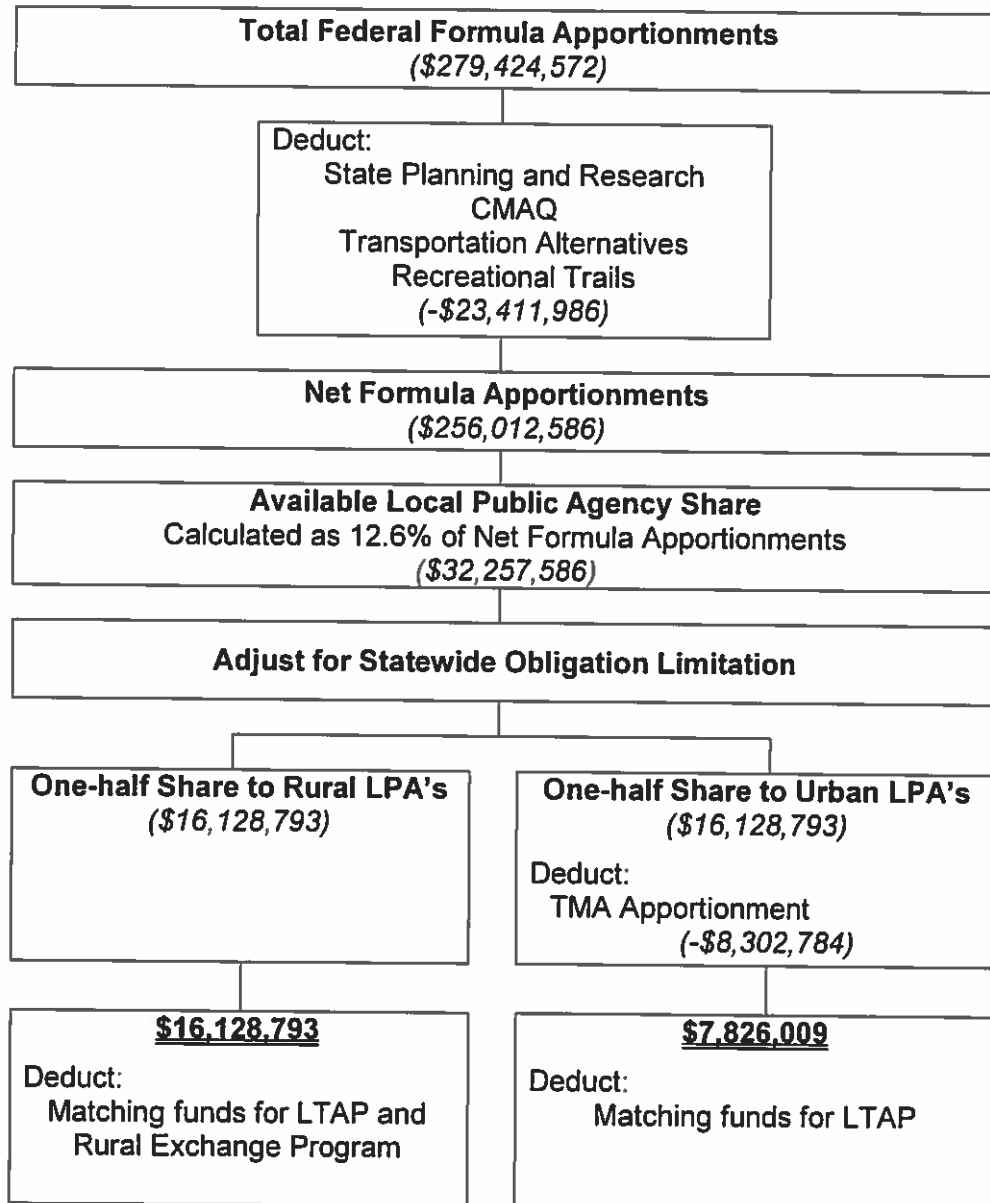 Total Federal Formula Apportionments
($279,424,572)
Deduct:
State Planning and Research
CMAQ
Transportation Alternatives
Recreational Trails
(-$23,411,986)
Net Formula Apportionments
($256,012,586)
Available Local Public Agency Share
Calculated as 12.6% of Net Formula Apportionments
($32,257,586)
Adjust for Statewide Obligation Limitation
One-half Share to Rural LPA's
($16,128,793)
One-half Share to Urban LPA's
($16,128,793)
Deduct:
TMA Apportionment
(-$8,302,784)
$16,128,793
Deduct:
Matching funds for LTAP and
Rural Exchange Program
$7,826,009
Deduct:
Matching funds for LTAP